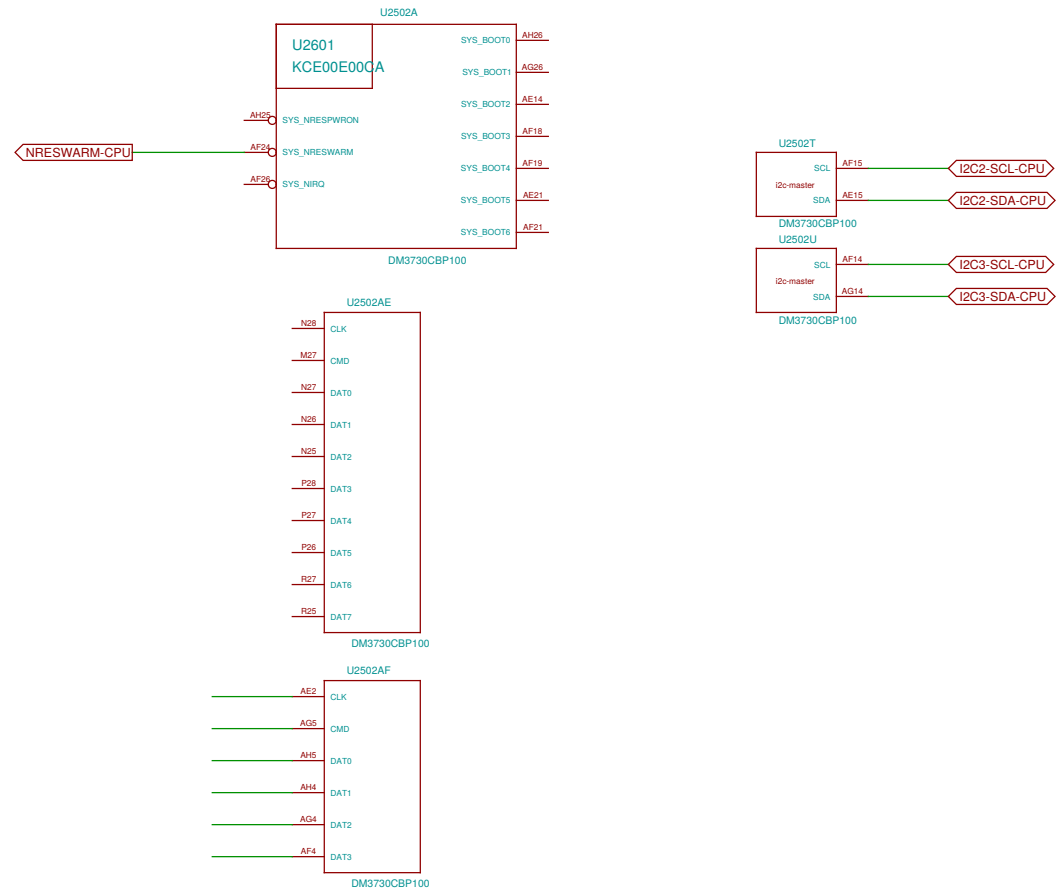 U2502A
U2601
KCE00E00CA
SYS_BOOT0 AH26
SYS_BOOT1 AG26
SYS_BOOT2 AE14
AH25 SYS_NRESPWRON
SYS_BOOT3 AF18
NRESWARM-CPU AF24 SYS_NRESWARM
SYS_BOOT4 AF19
AF26 SYS_NIRQ
SYS_BOOT5 AE21
SYS_BOOT6 AF21
DM3730CBP100
U2502T
SCL AF15 I2C2-SCL-CPU
i2c-master
SDA AE15 I2C2-SDA-CPU
DM3730CBP100
U2502U
SCL AF14 I2C3-SCL-CPU
i2c-master
SDA AG14 I2C3-SDA-CPU
DM3730CBP100
U2502AE
N28 CLK
M27 CMD
N27 DAT0
N26 DAT1
N25 DAT2
P28 DAT3
P27 DAT4
P26 DAT5
R27 DAT6
R25 DAT7
DM3730CBP100
U2502AF
AE2 CLK
AG5 CMD
AH5 DAT0
AH4 DAT1
AG4 DAT2
AF4 DAT3
DM3730CBP100